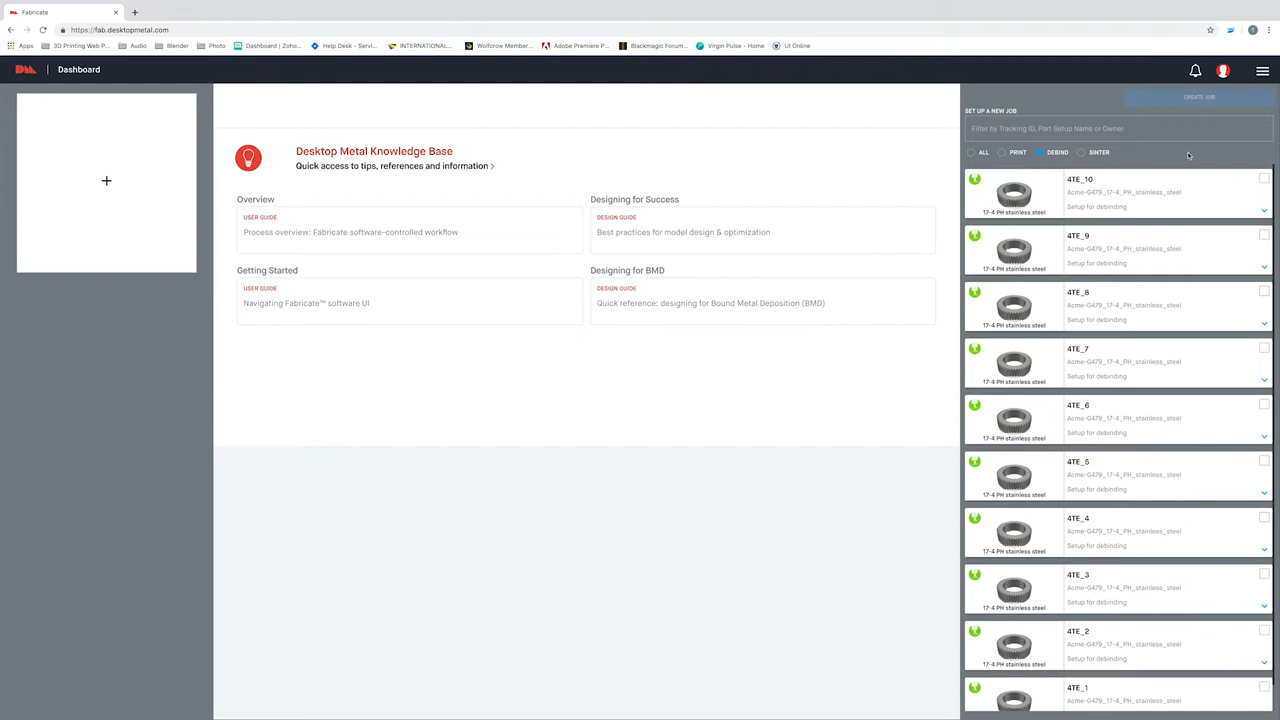 Fabricate
https://fab.desktopmetal.com
Apps
3D Printing Web P...
Audio
Blender
Photo
Dashboard | Zoho...
Help Desk - Servi...
INTERNATIONAL...
Wolfcrow Member...
Adobe Premiere P...
Blackmagic Forum...
Virgin Pulse - Home
UI Online
Dashboard
CREATE JOB
SET UP A NEW JOB
Filter by Tracking ID, Part Setup Name or Owner
ALL PRINT DEBIND SINTER
Desktop Metal Knowledge Base
Quick access to tips, references and information >
Overview
USER GUIDE
Process overview: Fabricate software-controlled workflow
Designing for Success
DESIGN GUIDE
Best practices for model design & optimization
Getting Started
USER GUIDE
Navigating Fabricate™ software UI
Designing for BMD
DESIGN GUIDE
Quick reference: designing for Bound Metal Deposition (BMD)
17-4 PH stainless steel
4TE_10
Acme-G479_17-4_PH_stainless_steel
Setup for debinding
17-4 PH stainless steel
4TE_9
Acme-G479_17-4_PH_stainless_steel
Setup for debinding
17-4 PH stainless steel
4TE_8
Acme-G479_17-4_PH_stainless_steel
Setup for debinding
17-4 PH stainless steel
4TE_7
Acme-G479_17-4_PH_stainless_steel
Setup for debinding
17-4 PH stainless steel
4TE_6
Acme-G479_17-4_PH_stainless_steel
Setup for debinding
17-4 PH stainless steel
4TE_5
Acme-G479_17-4_PH_stainless_steel
Setup for debinding
17-4 PH stainless steel
4TE_4
Acme-G479_17-4_PH_stainless_steel
Setup for debinding
17-4 PH stainless steel
4TE_3
Acme-G479_17-4_PH_stainless_steel
Setup for debinding
17-4 PH stainless steel
4TE_2
Acme-G479_17-4_PH_stainless_steel
Setup for debinding
4TE_1
Acme-G479_17-4_PH_stainless_steel